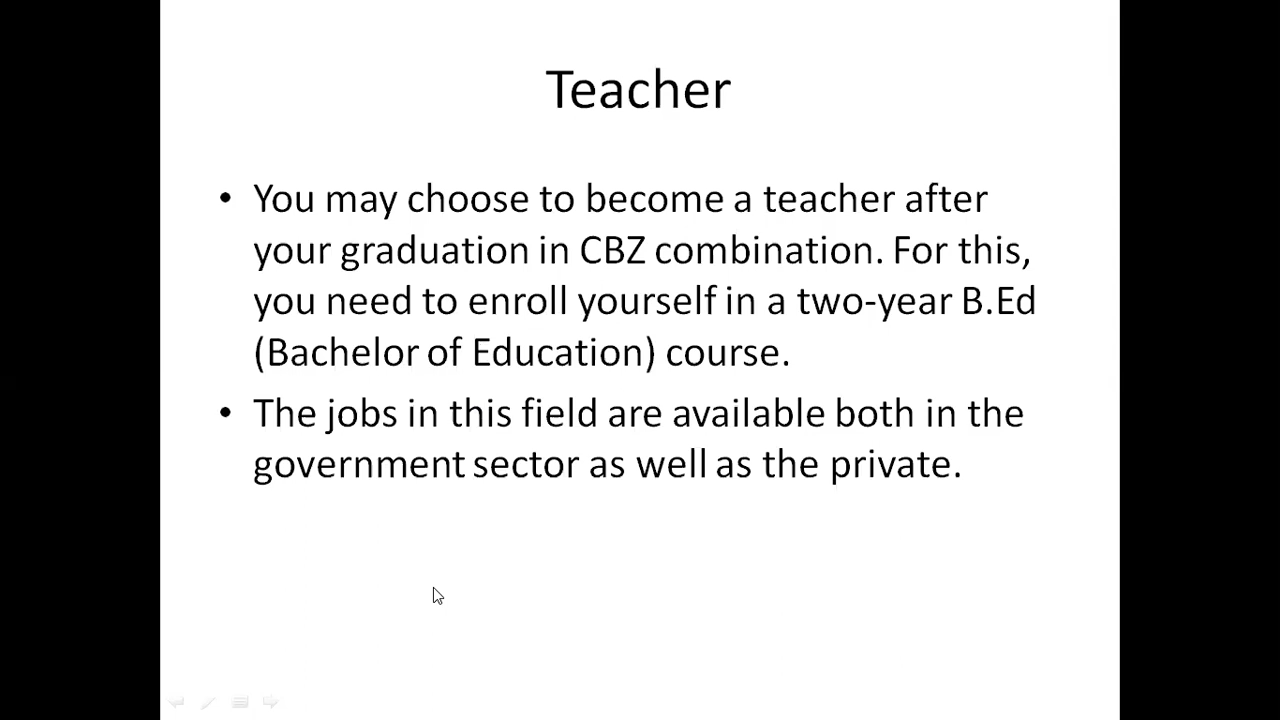 Teacher
• You may choose to become a teacher after
your graduation in CBZ combination. For this,
you need to enroll yourself in a two-year B.Ed
(Bachelor of Education) course.
• The jobs in this field are available both in the
government sector as well as the private.